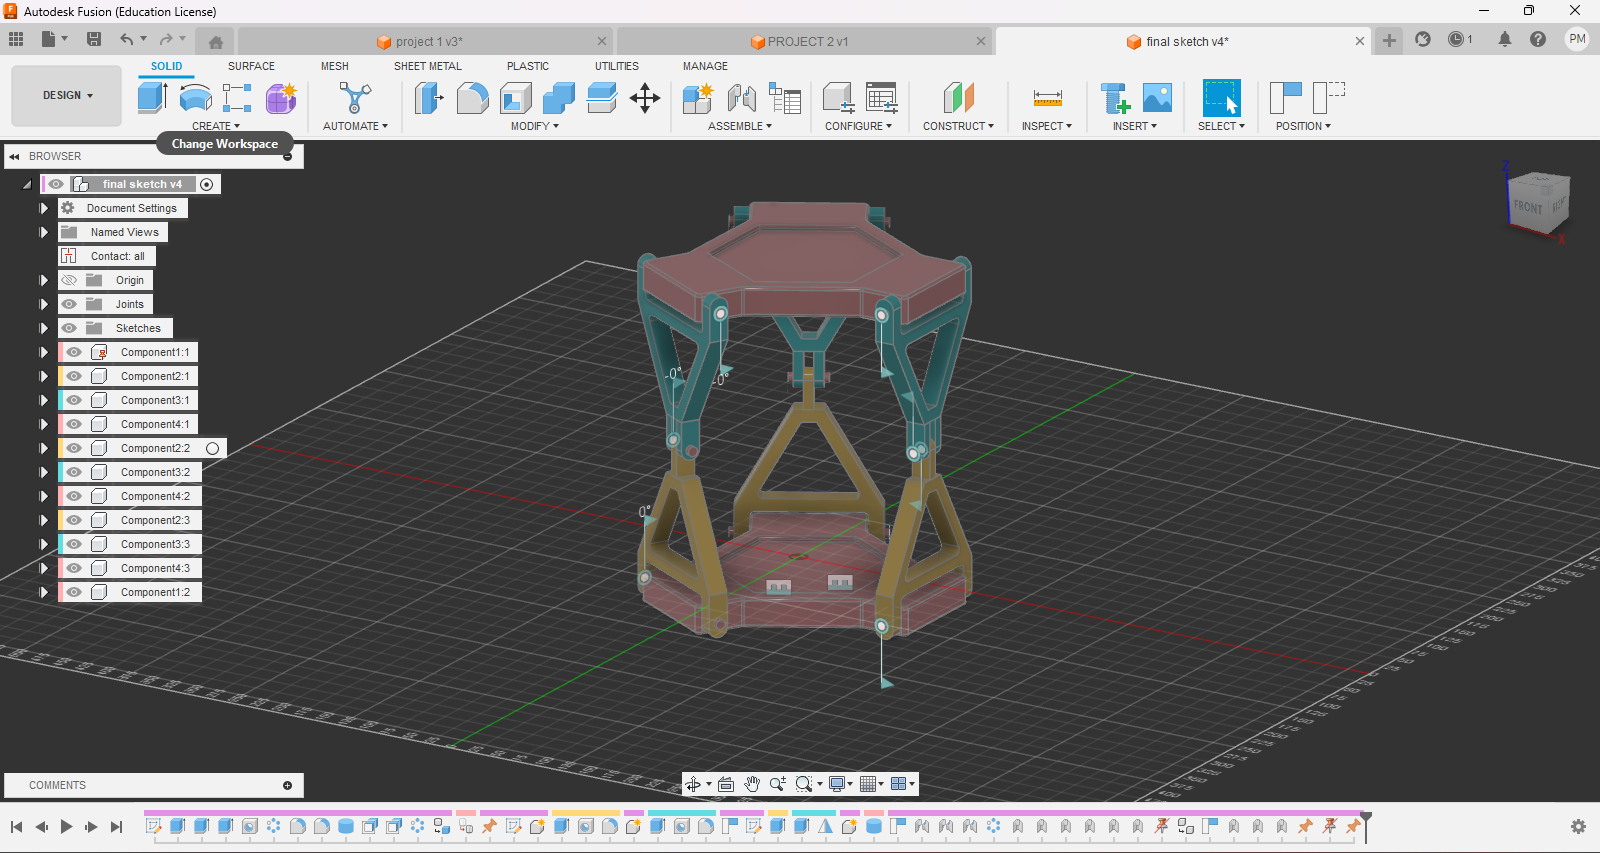 Autodesk Fusion (Education License)
project 1 v3*
PROJECT 2 v1
final sketch v4*
1
PM
DESIGN
SOLID
SURFACE
MESH
SHEET METAL
PLASTIC
UTILITIES
MANAGE
CREATE
AUTOMATE
MODIFY
ASSEMBLE
CONFIGURE
CONSTRUCT
INSPECT
INSERT
SELECT
POSITION
Change Workspace
BROWSER
final sketch v4
Document Settings
Named Views
Contact: all
Origin
Joints
Sketches
Component1:1
Component2:1
Component3:1
Component4:1
Component2:2
Component3:2
Component4:2
Component2:3
Component3:3
Component4:3
Component1:2
Z
FRONT
RIGHT
X
-0°
-0°
0°
COMMENTS